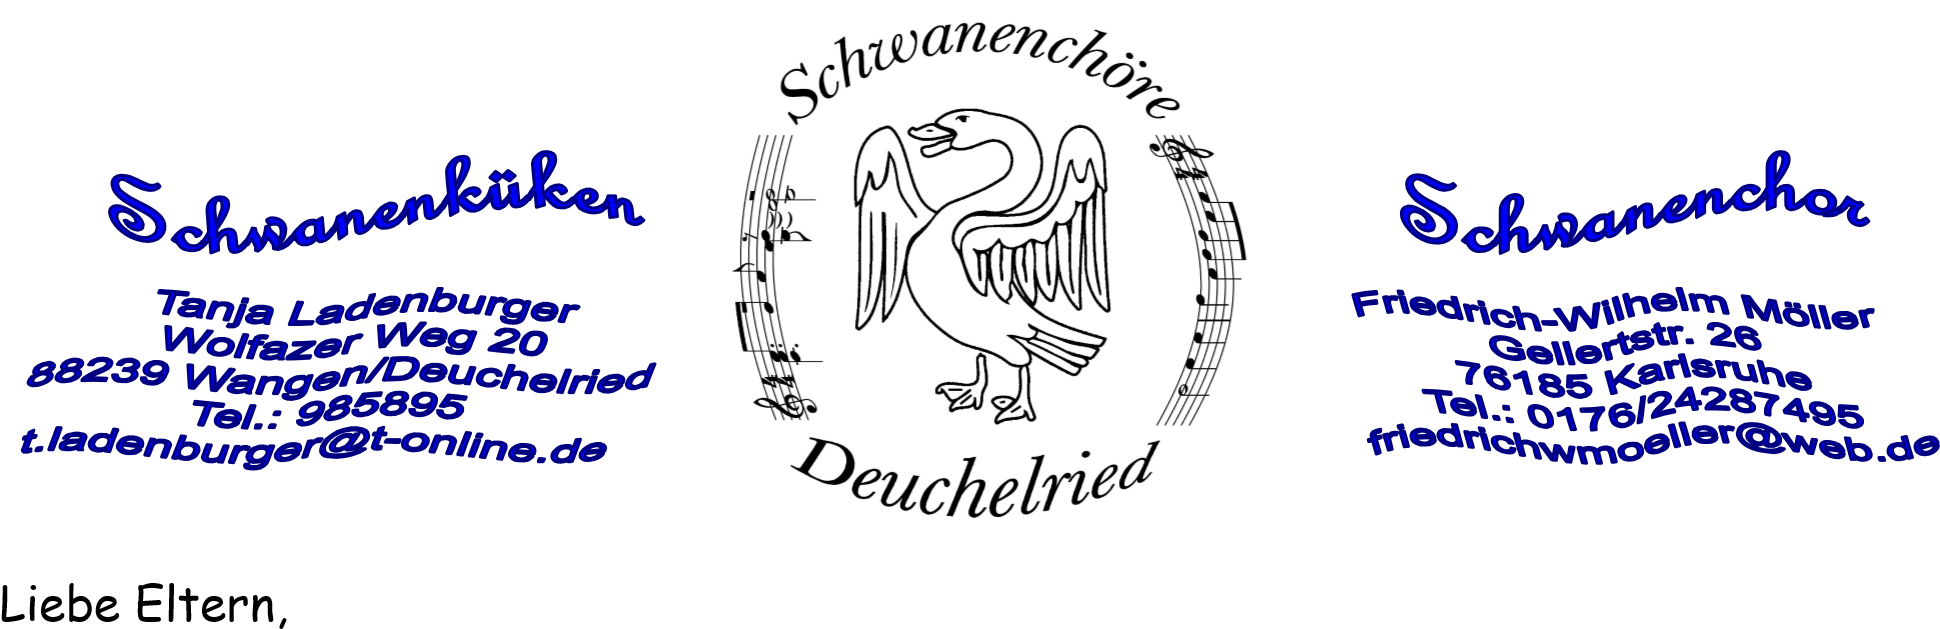 Schwanenküken
Tanja Ladenburger
Wolfazer Weg 20
88239 Wangen/Deuchelried
Tel.: 985895
t.ladenburger@t-online.de
Schwanenchöre
Deuchelried
Schwanenchor
Friedrich-Wilhelm Möller
Gellertstr. 26
76185 Karlsruhe
Tel.: 0176/24287495
friedrichwmoeller@web.de
Liebe Eltern,